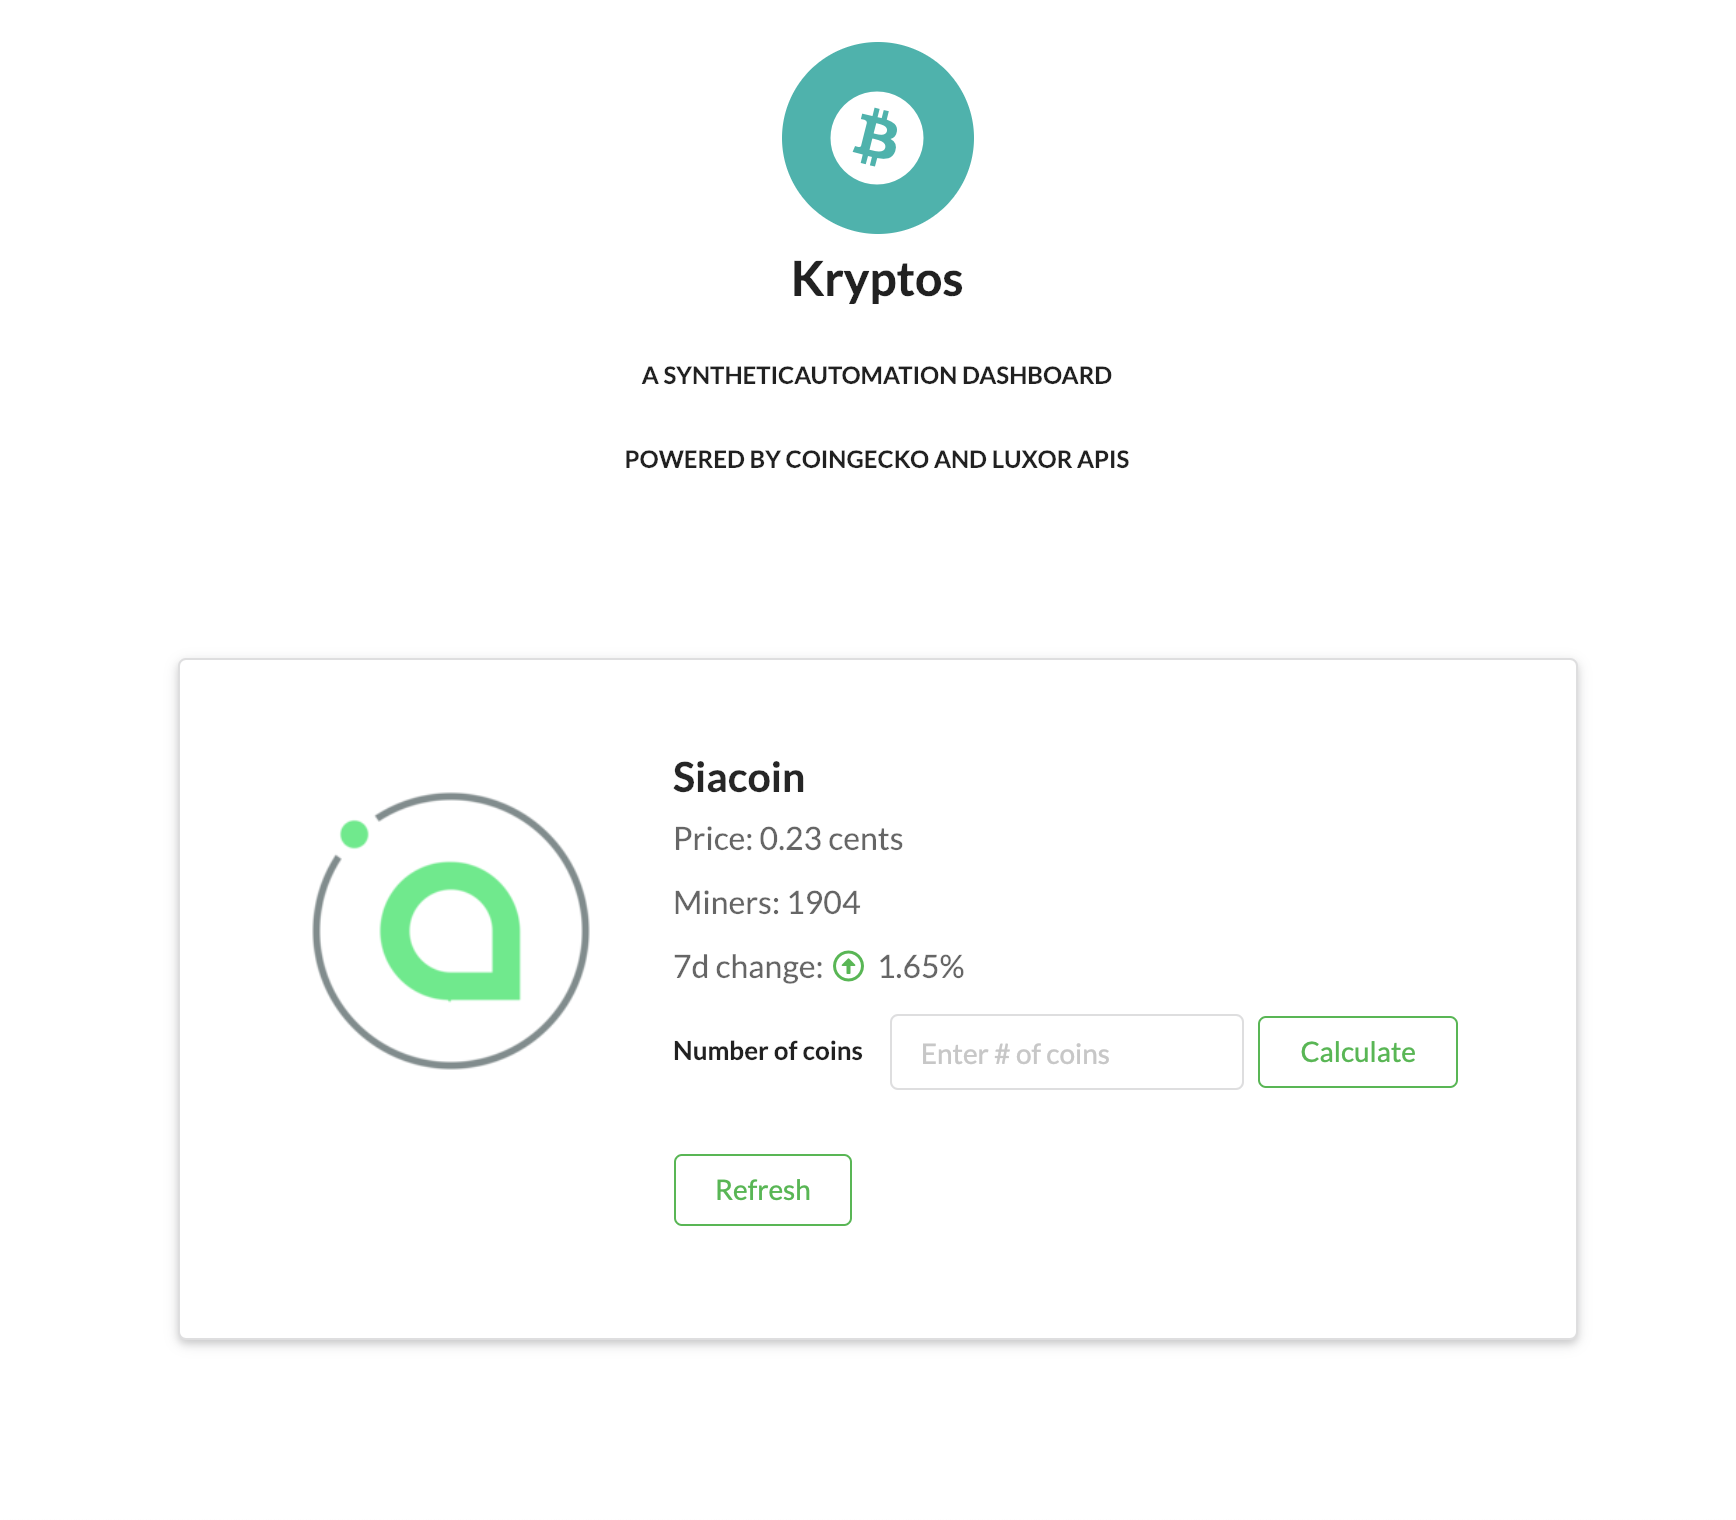 Kryptos
A SYNTHETICAUTOMATION DASHBOARD
POWERED BY COINGECKO AND LUXOR APIS
Siacoin
Price: 0.23 cents
Miners: 1904
7d change: 1.65%
Number of coins Enter # of coins Calculate
Refresh